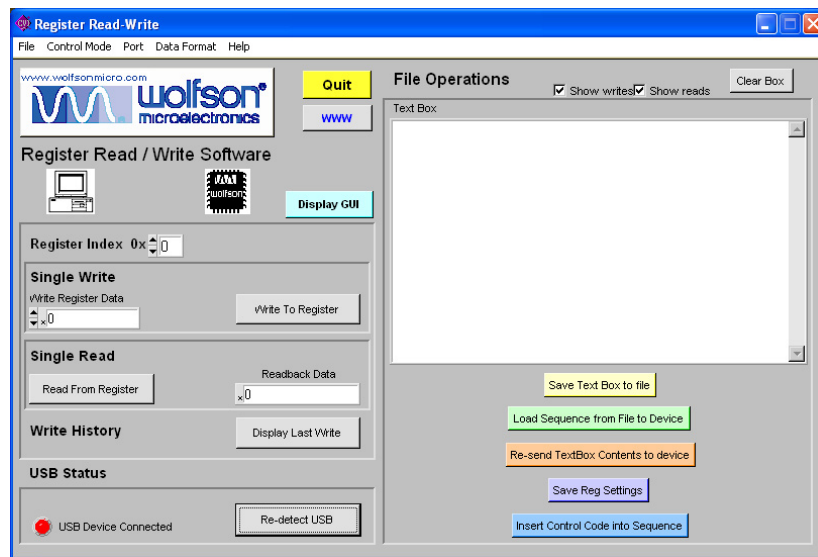 CVI Register Read-Write
File Control Mode Port Data Format Help
www.wolfsonmicro.com
wolfson®
microelectronics
Quit
www
Register Read / Write Software
wolfson
Display GUI
Register Index 0x 0
Single Write
Write Register Data
x0
Write To Register
Single Read
Readback Data
Read From Register
x0
Write History
Display Last Write
USB Status
USB Device Connected
Re-detect USB
File Operations
Show writes
Show reads
Clear Box
Text Box
Save Text Box to file
Load Sequence from File to Device
Re-send TextBox Contents to device
Save Reg Settings
Insert Control Code into Sequence